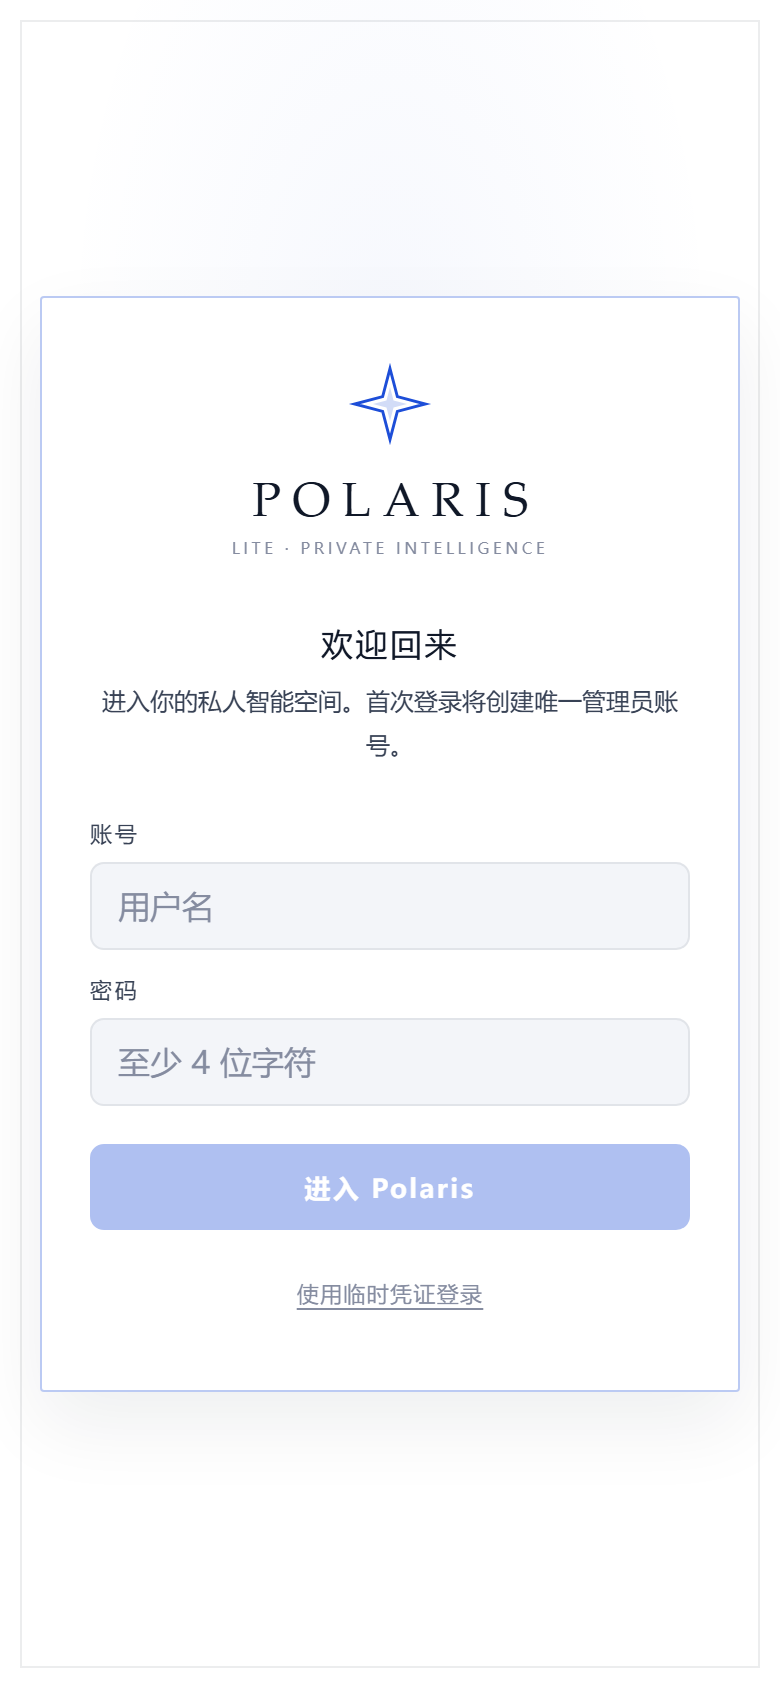 POLARIS
LITE · PRIVATE INTELLIGENCE
欢迎回来
进入你的私人智能空间。首次登录将创建唯一管理员账
号。
账号
用户名
密码
至少 4 位字符
进入 Polaris
使用临时凭证登录